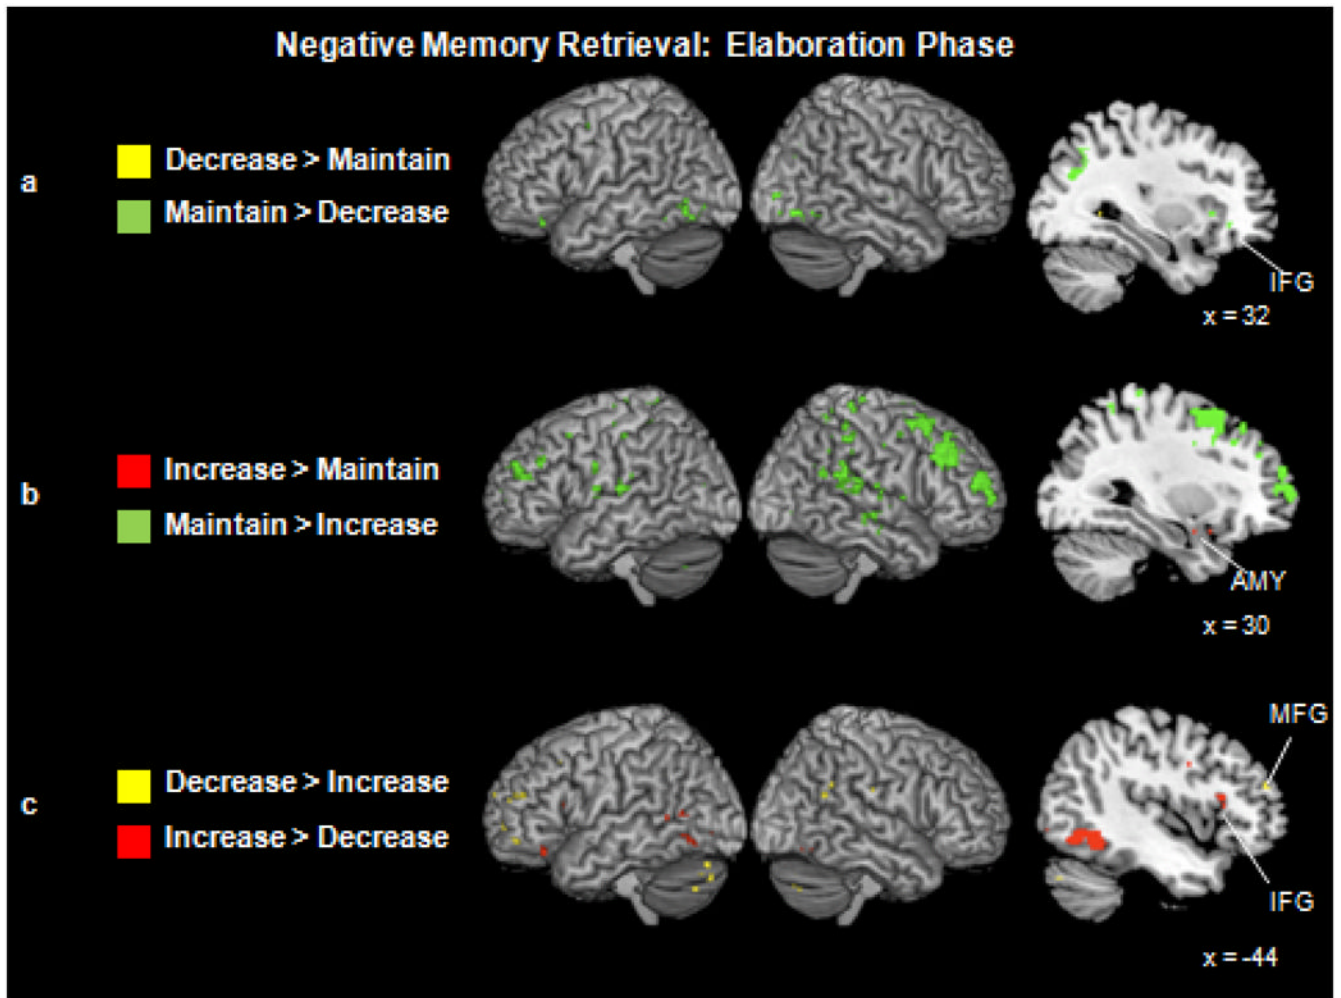 Negative Memory Retrieval: Elaboration Phase
a
Decrease > Maintain
Maintain > Decrease
IFG
x = 32
b
Increase > Maintain
Maintain > Increase
AMY
x = 30
c
MFG
Decrease > Increase
Increase > Decrease
IFG
x = -44